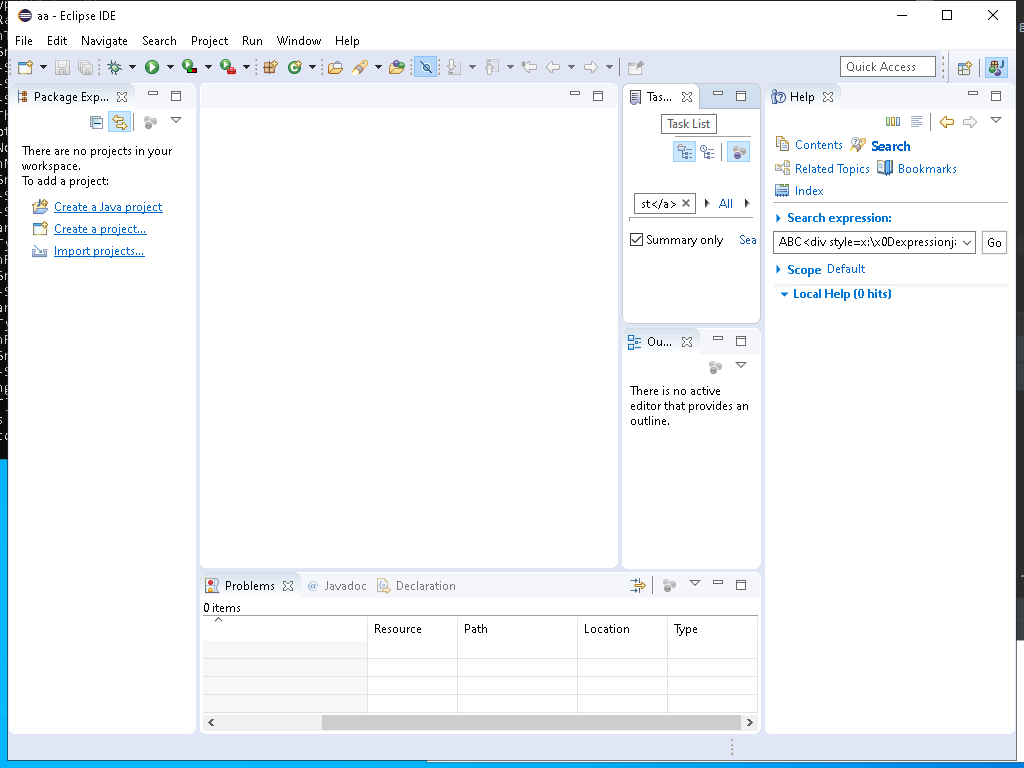 aa - Eclipse IDE
File Edit Navigate Search Project Run Window Help
Quick Access
Package Exp...
There are no projects in your
workspace.
To add a project:
Create a Java project
Create a project...
Import projects...
Tas...
Task List
st</a>
All
Summary only
Sea
Ou...
There is no active
editor that provides an
outline.
Help
Contents Search
Related Topics Bookmarks
Index
Search expression:
ABC<div style=x:\x0Dexpression
Go
Scope Default
Local Help (0 hits)
Problems @ Javadoc Declaration
0 items
Resource Path Location Type